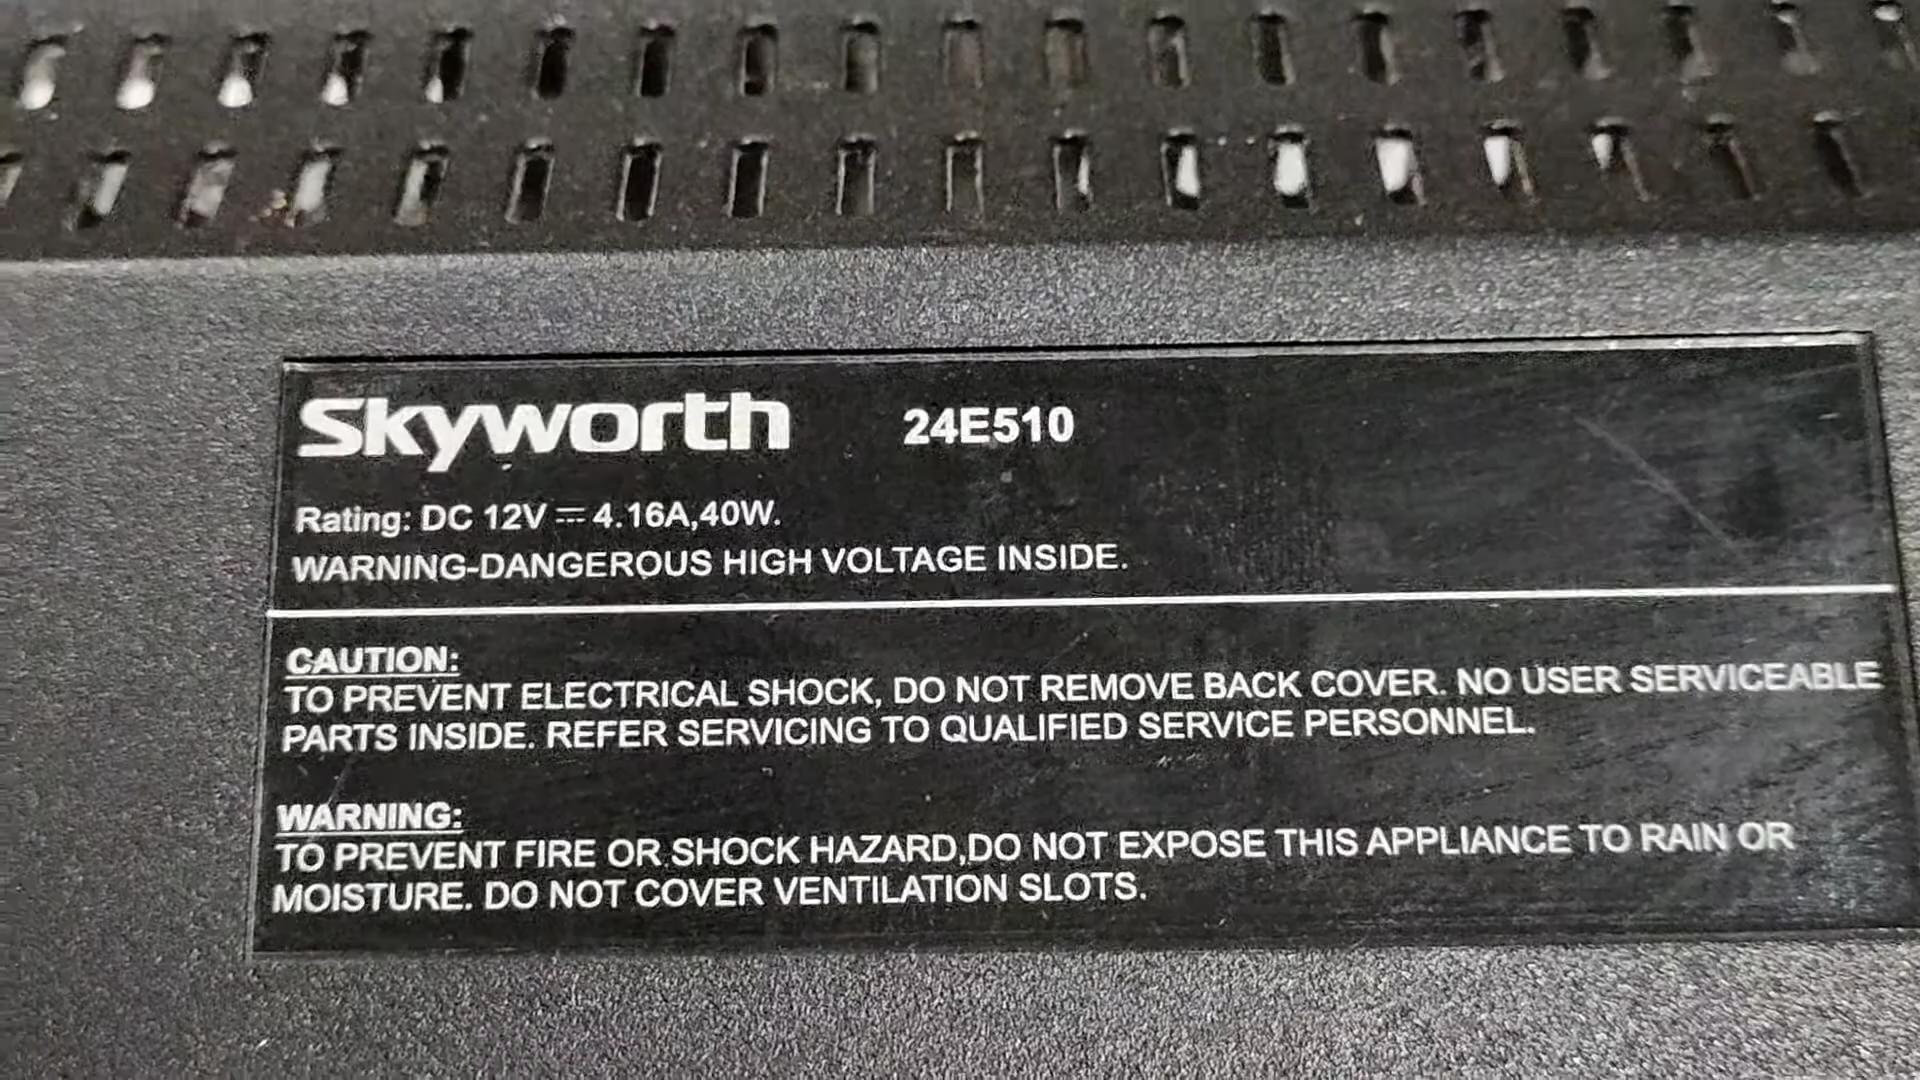 Skyworth 24E510
Rating: DC 12V ⎓ 4.16A,40W.
WARNING-DANGEROUS HIGH VOLTAGE INSIDE.
CAUTION:
TO PREVENT ELECTRICAL SHOCK, DO NOT REMOVE BACK COVER. NO USER SERVICEABLE
PARTS INSIDE. REFER SERVICING TO QUALIFIED SERVICE PERSONNEL.
WARNING:
TO PREVENT FIRE OR SHOCK HAZARD,DO NOT EXPOSE THIS APPLIANCE TO RAIN OR
MOISTURE. DO NOT COVER VENTILATION SLOTS.